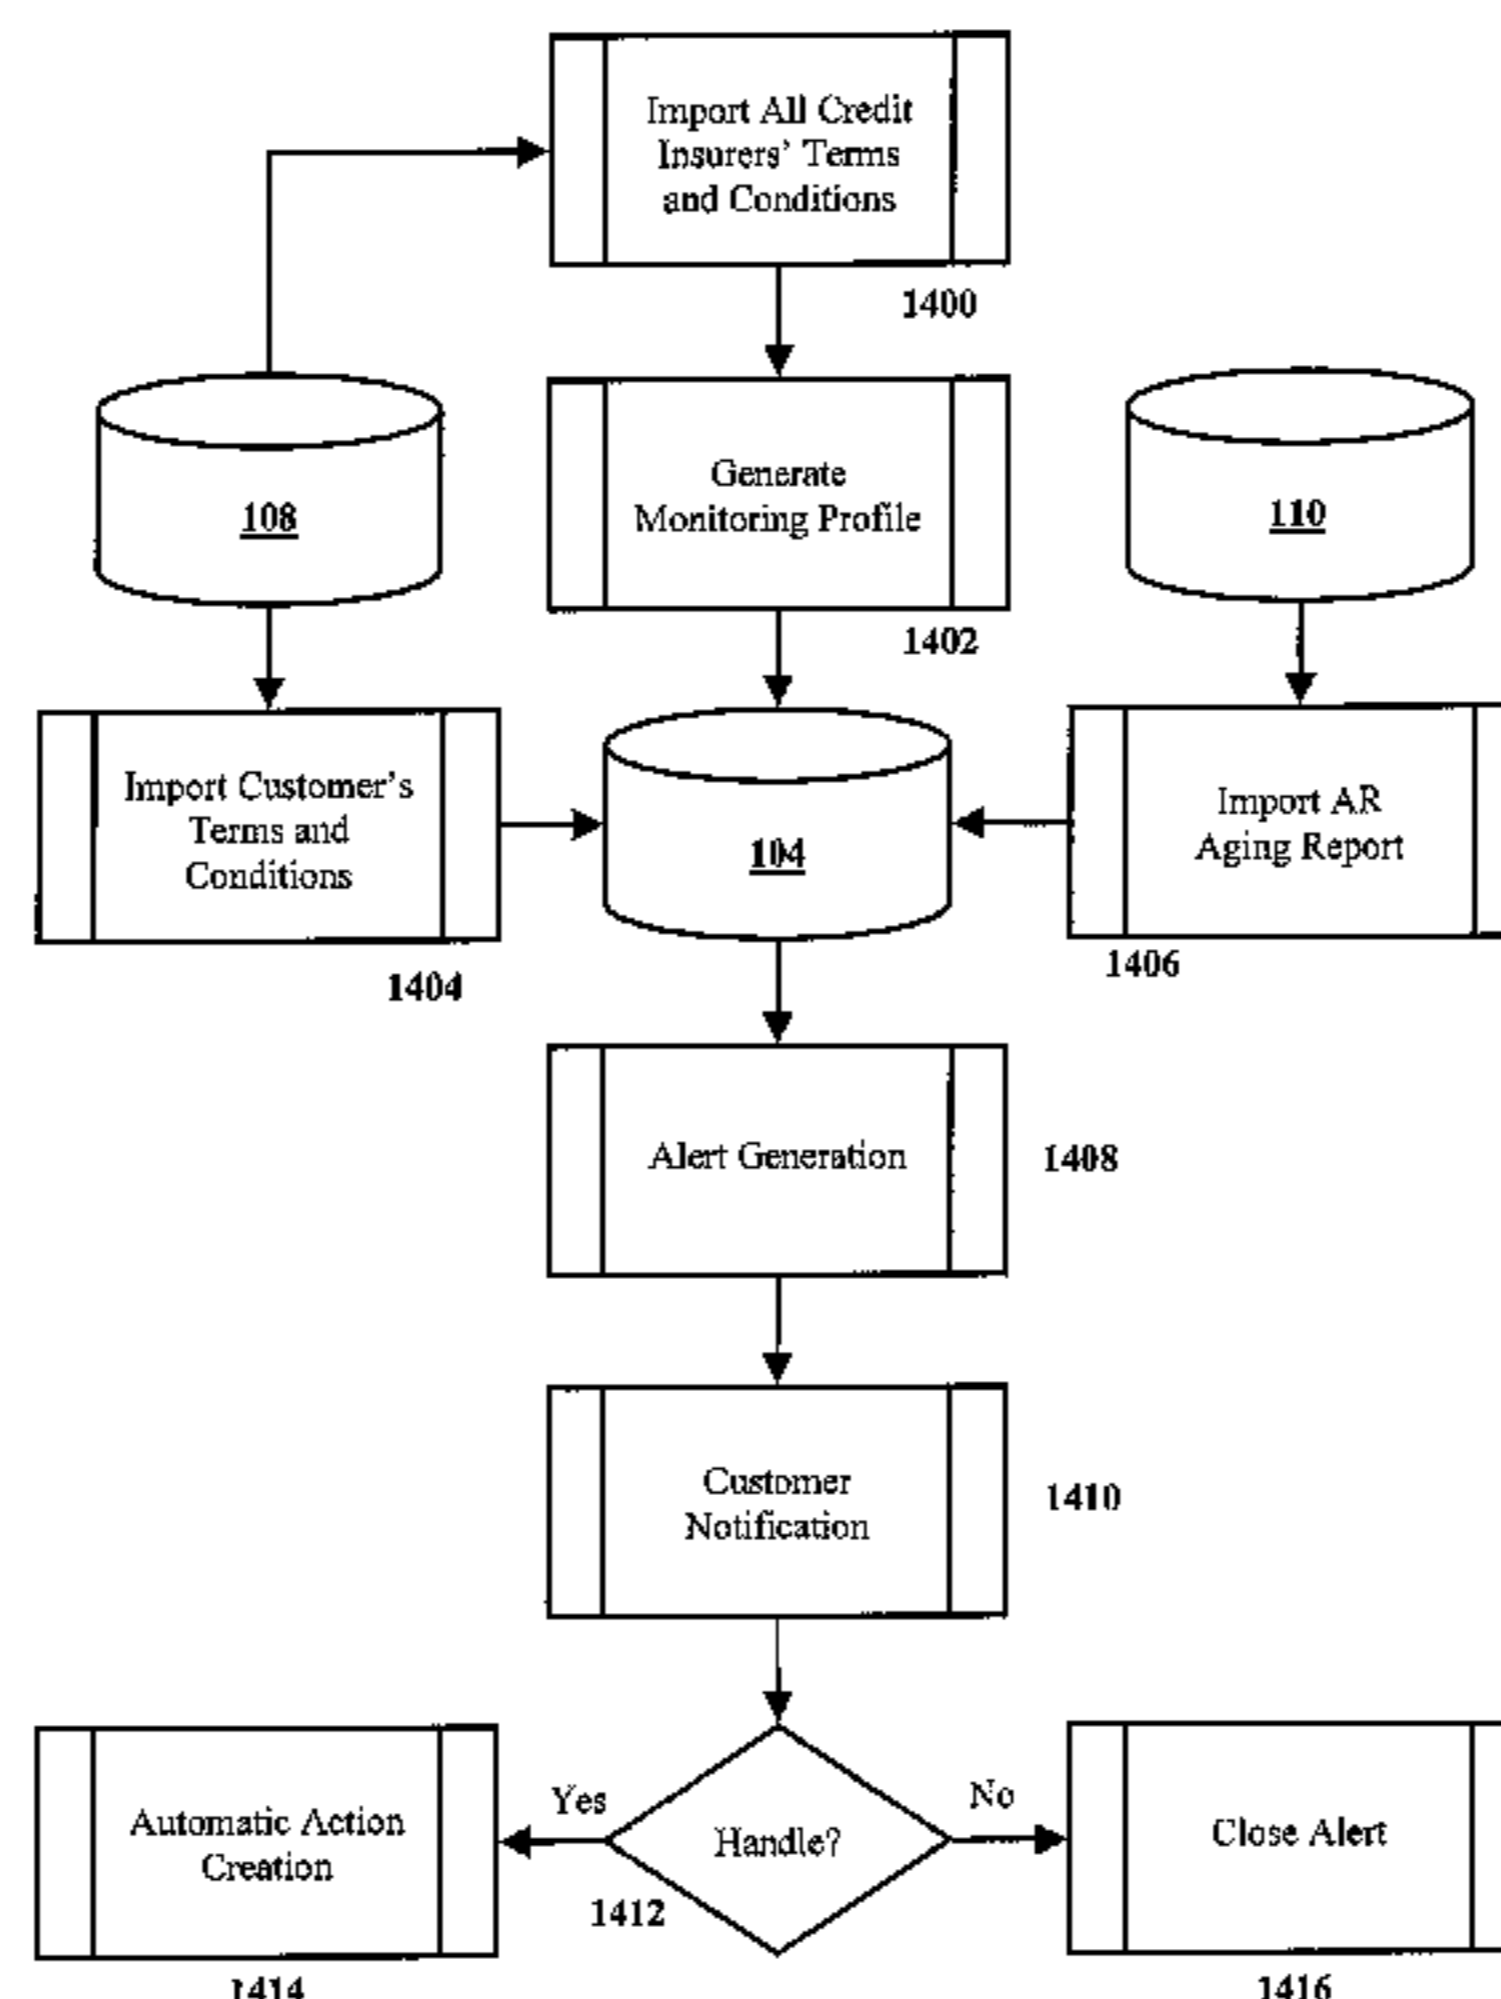 Import All Credit
Insurers' Terms
and Conditions
1400
108
Generate
Monitoring Profile
1402
110
Import Customer's
Terms and
Conditions
1404
104
Import AR
Aging Report
1406
Alert Generation
1408
Customer
Notification
1410
Automatic Action
Creation
1414
Yes
Handle?
1412
No
Close Alert
1416